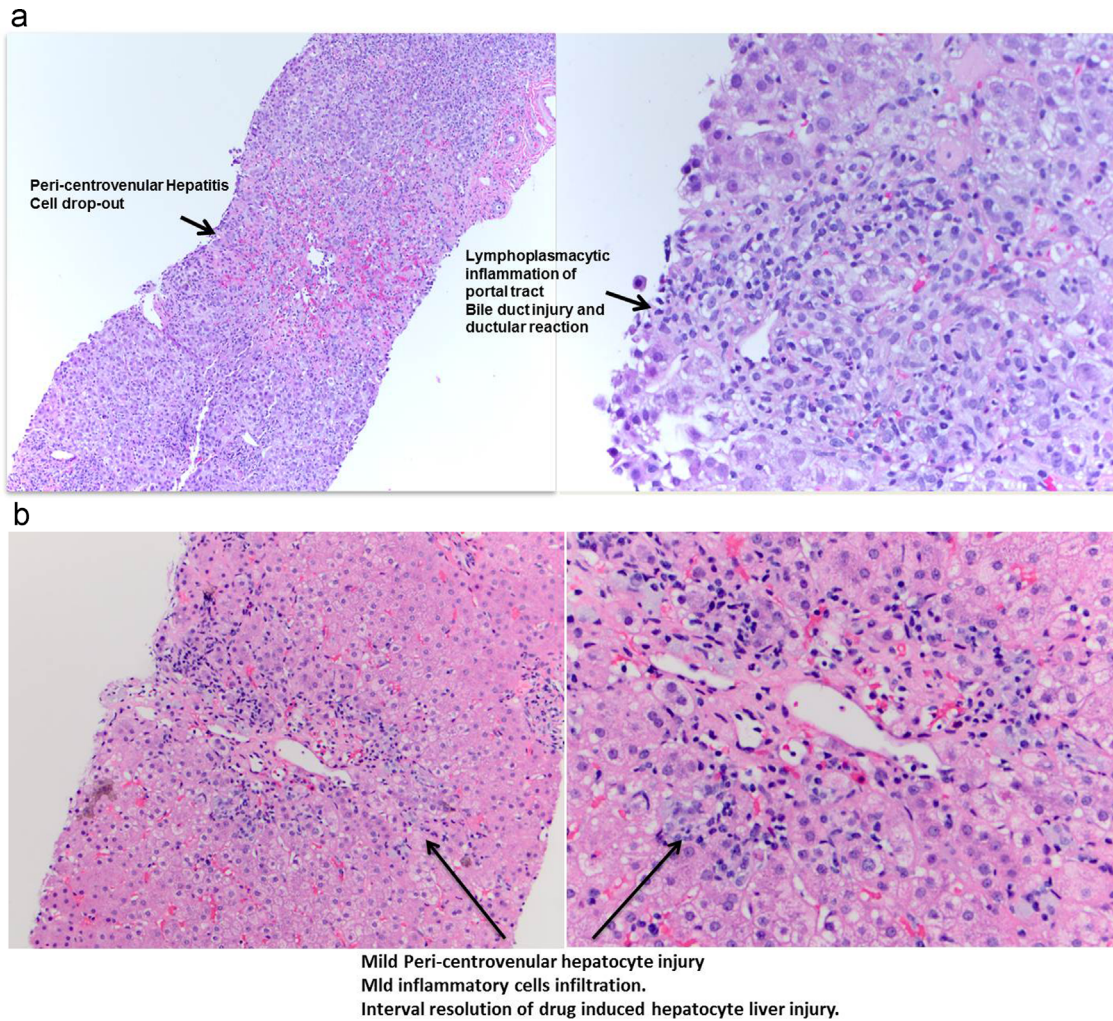 a
Peri-centrovenular Hepatitis
Cell drop-out
Lymphoplasmacytic
inflammation of
portal tract
Bile duct injury and
ductular reaction
b
Mild Peri-centrovenular hepatocyte injury
Mld inflammatory cells infiltration.
Interval resolution of drug induced hepatocyte liver injury.